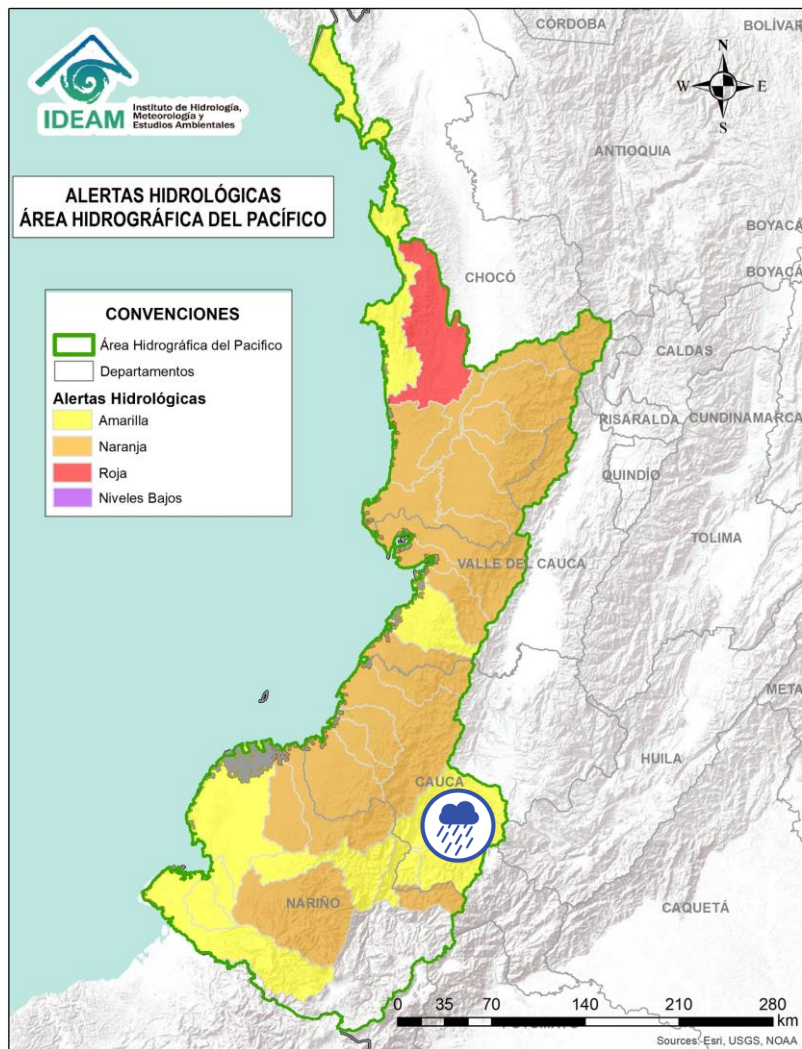 CÓRDOBA
BOLÍVAR
IDEAM
Instituto de Hidrología,
Meteorología y
Estudios Ambientales
N
W
E
S
ANTIOQUIA
ALERTAS HIDROLÓGICAS
ÁREA HIDROGRÁFICA DEL PACÍFICO
BOYACÁ
BOYACÁ
CHOCÓ
CONVENCIONES
Área Hidrográfica del Pacifico
Departamentos
Alertas Hidrológicas
Amarilla
Naranja
Roja
Niveles Bajos
CALDAS
RISARALDA
CUNDINAMARCA
QUINDÍO
TOLIMA
VALLE DEL CAUCA
META
HUILA
CAUCA
NARIÑO
CAQUETÁ
0 35 70 140 210 280
km
Sources: Esri, USGS, NOAA